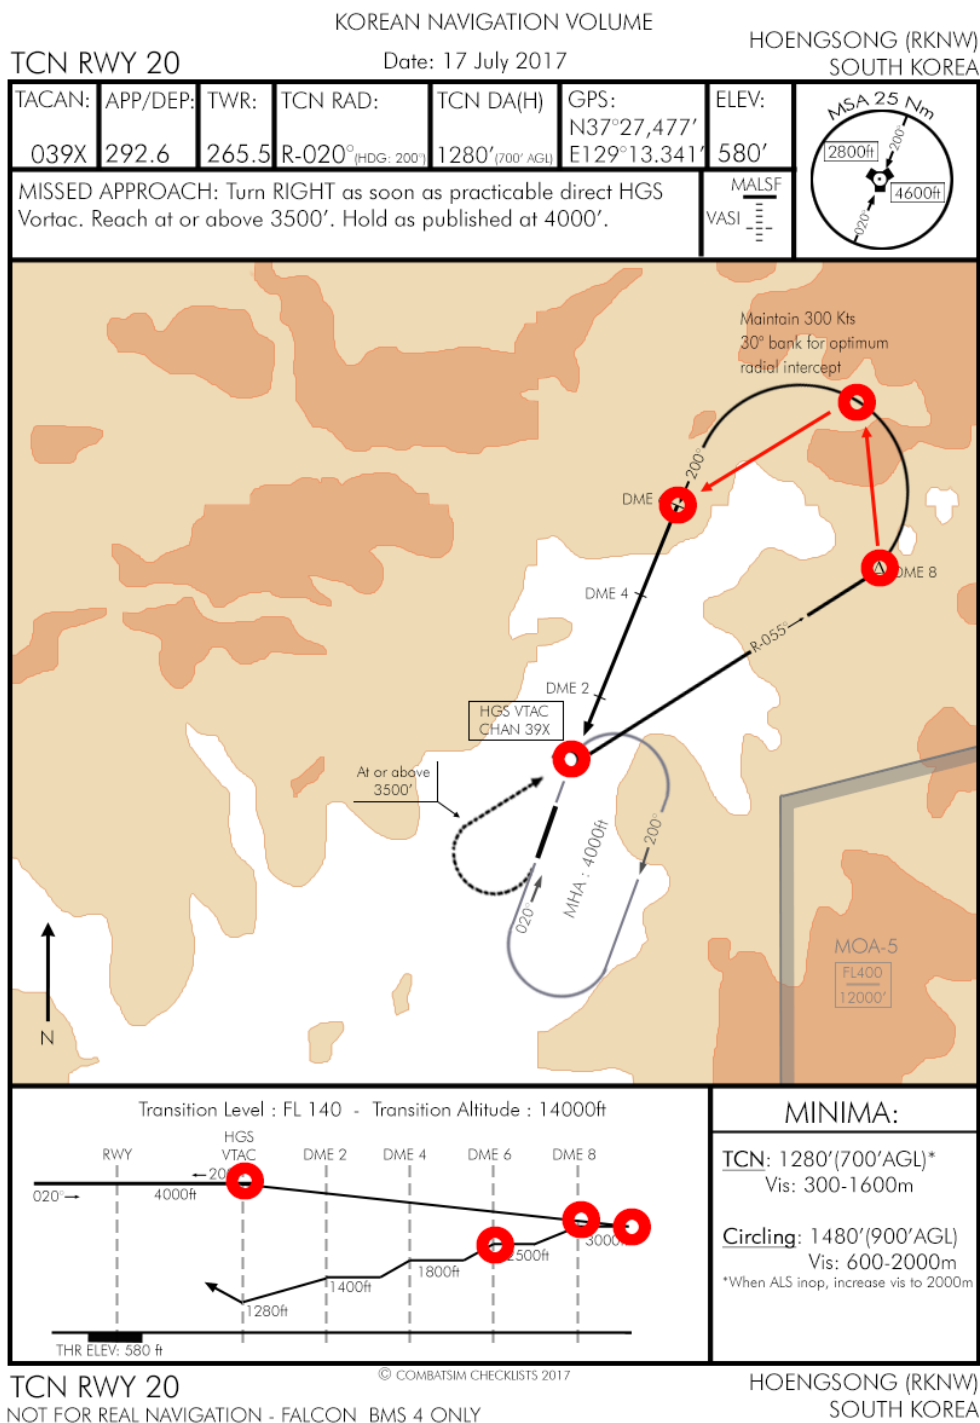 KOREAN NAVIGATION VOLUME
TCN RWY 20
Date: 17 July 2017
HOENGSONG (RKNW)
SOUTH KOREA
TACAN:
039X
APP/DEP:
292.6
TWR:
265.5
TCN RAD:
R-020°(HDG: 200°)
TCN DA(H)
1280'(700' AGL)
GPS:
N37°27,477'
E129°13.341'
ELEV:
580'
MSA 25 Nm
2800ft
200°
4600ft
020°
MISSED APPROACH: Turn RIGHT as soon as practicable direct HGS
Vortac. Reach at or above 3500'. Hold as published at 4000'.
MALSF
VASI
Maintain 300 Kts
30° bank for optimum
radial intercept
200°
DME
DME 8
DME 4
R-055°
DME 2
HGS VTAC
CHAN 39X
At or above
3500'
MHA : 4000ft
200°
020°
MOA-5
FL400
12000'
N
Transition Level : FL 140 - Transition Altitude : 14000ft
RWY
HGS
VTAC
DME 2
DME 4
DME 6
DME 8
020°
4000ft
3000
2500ft
1800ft
1400ft
1280ft
THR ELEV: 580 ft
MINIMA:
TCN: 1280'(700'AGL)*
Vis: 300-1600m
Circling: 1480'(900'AGL)
Vis: 600-2000m
*When ALS inop, increase vis to 2000m
© COMBATSIM CHECKLISTS 2017
TCN RWY 20
NOT FOR REAL NAVIGATION - FALCON BMS 4 ONLY
HOENGSONG (RKNW)
SOUTH KOREA